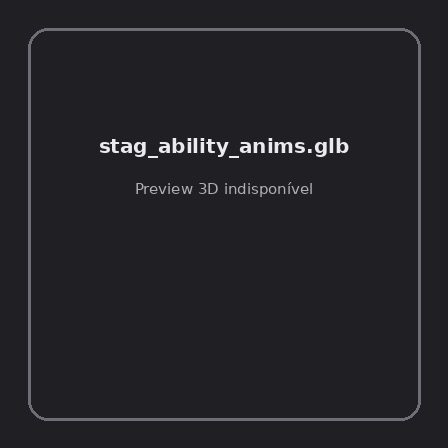 stag_ability_anims.glb
Preview 3D indisponível